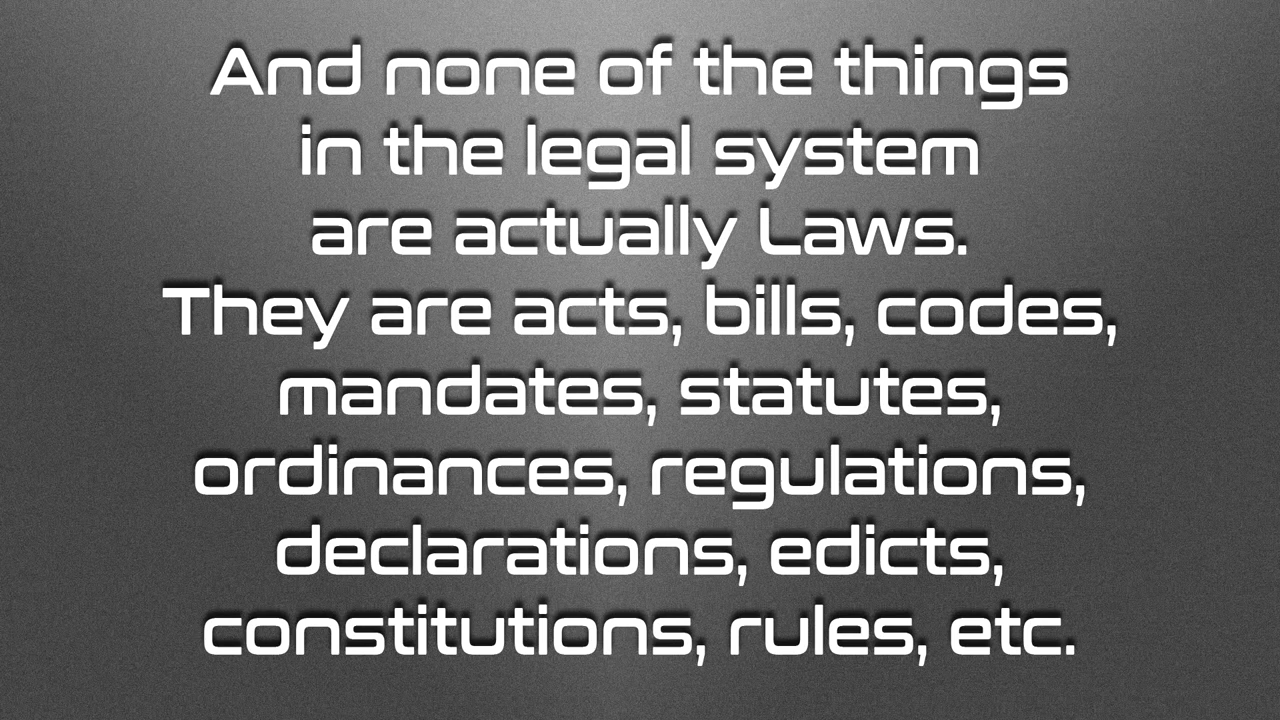 And none of the things
in the legal system
are actually Laws.
They are acts, bills, codes,
mandates, statutes,
ordinances, regulations,
declarations, edicts,
constitutions, rules, etc.